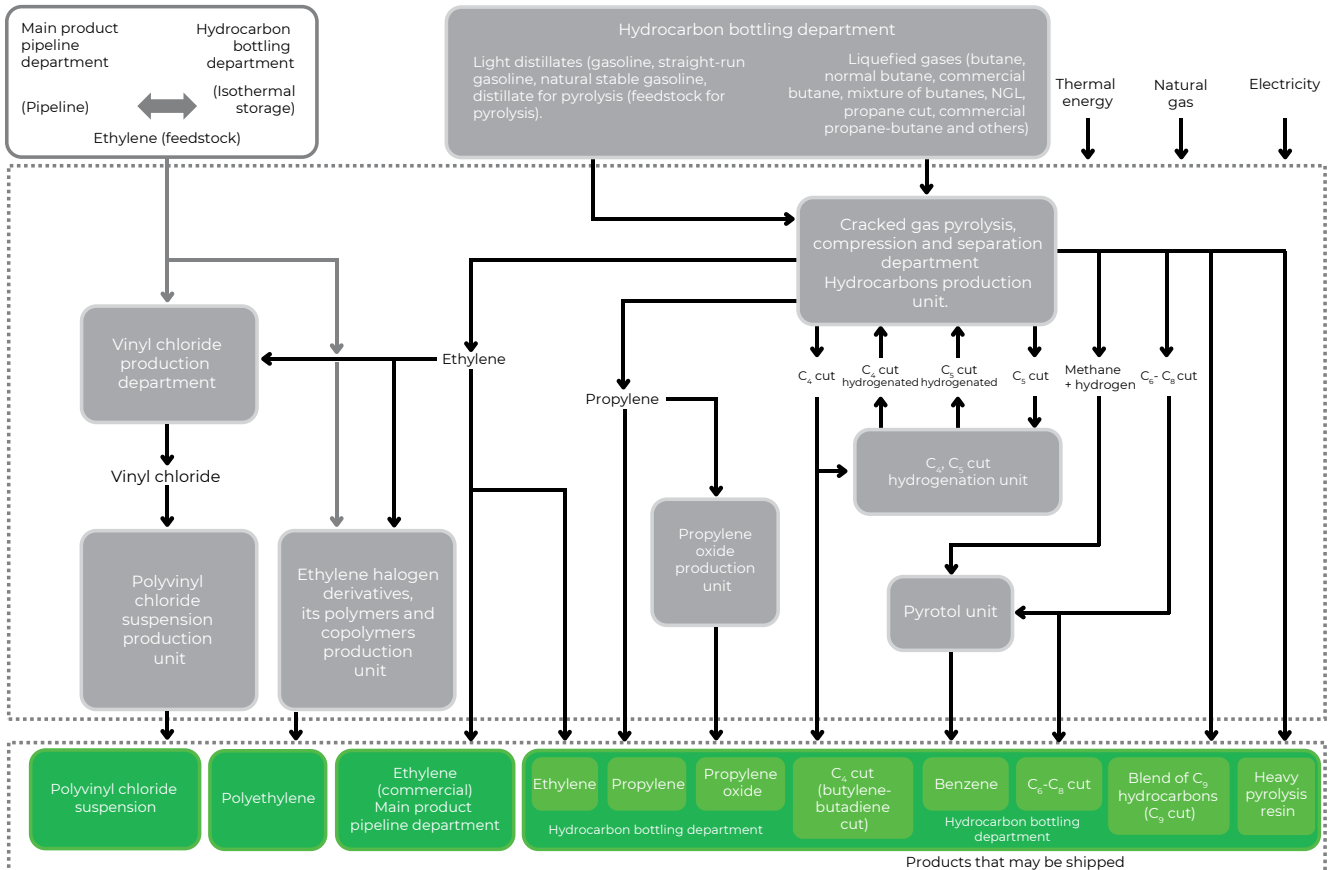 Main product
pipeline
department
Hydrocarbon
bottling
department
(Pipeline)
(Isothermal
storage)
Ethylene (feedstock)
Hydrocarbon bottling department
Light distillates (gasoline, straight-run
gasoline, natural stable gasoline,
distillate for pyrolysis (feedstock for
pyrolysis).
Liquefied gases (butane,
normal butane, commercial
butane, mixture of butanes, NGL,
propane cut, commercial
propane-butane and others)
Thermal
energy
Natural
gas
Electricity
Cracked gas pyrolysis,
compression and separation
department
Hydrocarbons production
unit.
Vinyl chloride
production
department
Ethylene
Propylene
C₄ cut
C₄ cut
hydrogenated
C₅ cut
hydrogenated
C₅ cut
Methane
+ hydrogen
C₆- C₈ cut
C₄, C₅ cut
hydrogenation unit
Vinyl chloride
Polyvinyl
chloride
suspension
production
unit
Ethylene halogen
derivatives,
its polymers and
copolymers
production
unit
Propylene
oxide
production
unit
Pyrotol unit
Polyvinyl chloride
suspension
Polyethylene
Ethylene
(commercial)
Main product
pipeline department
Ethylene
Propylene
Propylene
oxide
Hydrocarbon bottling department
C₄ cut
(butylene-
butadiene
cut)
Benzene
C₆-C₈ cut
Hydrocarbon bottling
department
Blend of C₉
hydrocarbons
(C₉ cut)
Heavy
pyrolysis
resin
Products that may be shipped